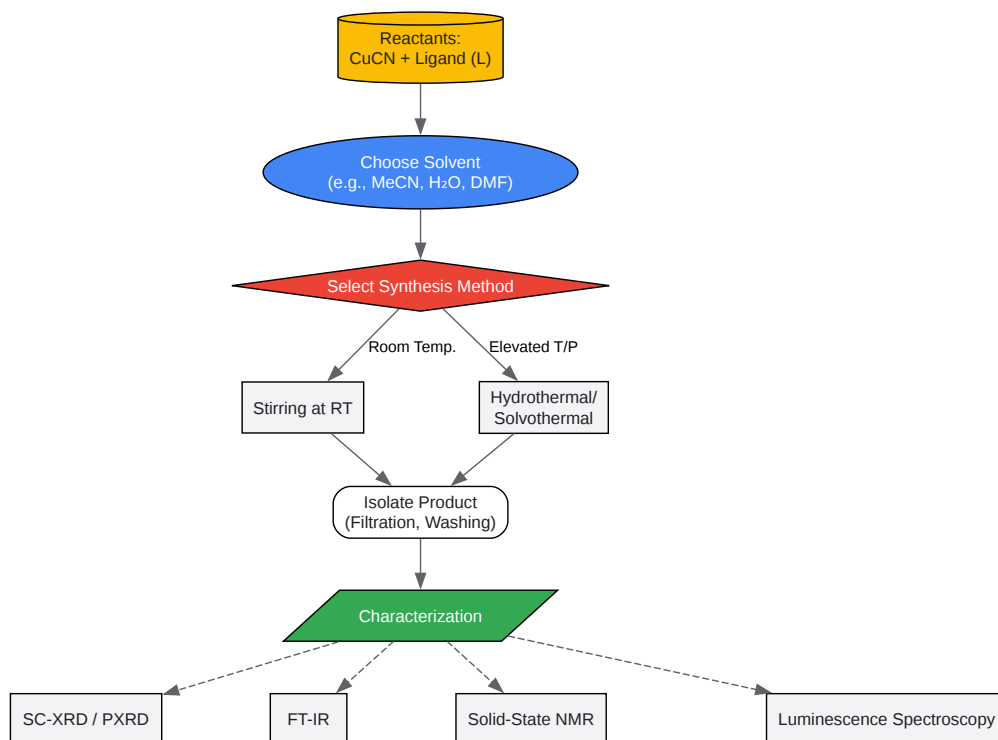 Reactants:
CuCN + Ligand (L)
Choose Solvent
(e.g., MeCN, H₂O, DMF)
Select Synthesis Method
Room Temp.
Elevated T/P
Stirring at RT
Hydrothermal/
Solvothermal
Isolate Product
(Filtration, Washing)
Characterization
SC-XRD / PXRD
FT-IR
Solid-State NMR
Luminescence Spectroscopy